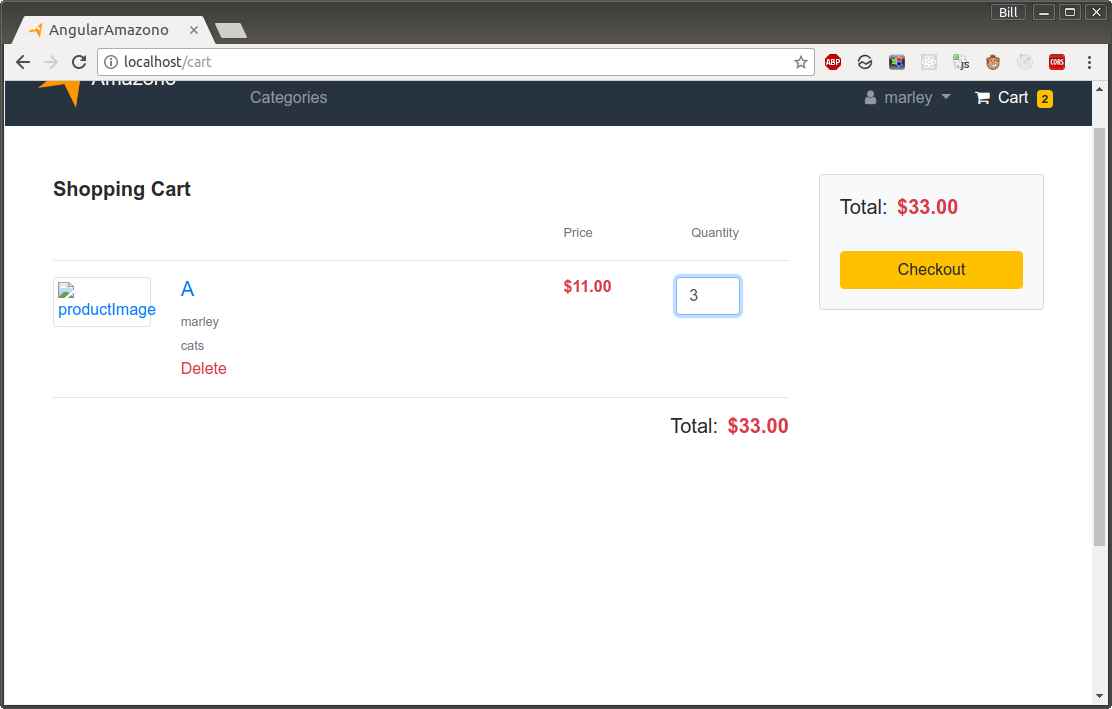 Bill
AngularAmazono
localhost/cart
ABP
js
CORS
Amazono
Categories
marley
Cart 2
Shopping Cart
Total: $33.00
Price Quantity
Checkout
productImage
A
$11.00
3
marley
cats
Delete
Total: $33.00